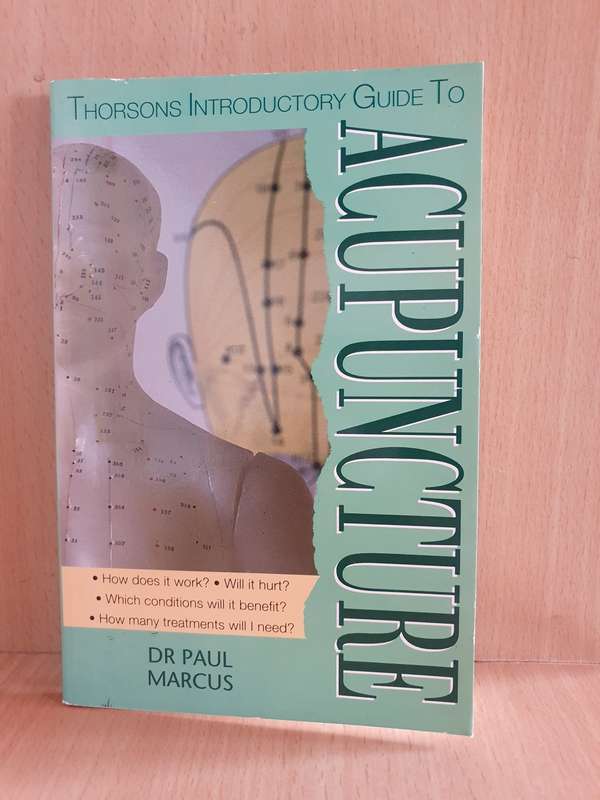 THORSONS INTRODUCTORY GUIDE TO
ACUPUNCTURE
• How does it work? • Will it hurt?
• Which conditions will it benefit?
• How many treatments will I need?
DR PAUL
MARCUS